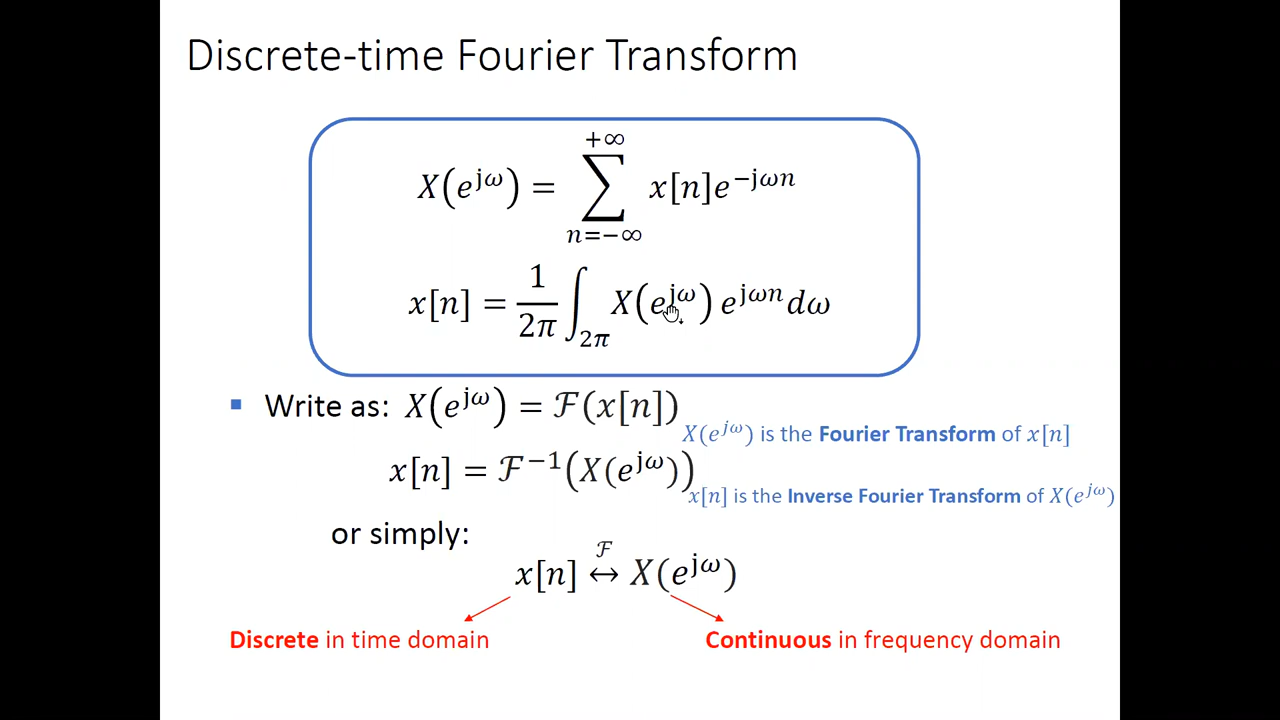 Discrete-time Fourier Transform
X(e^{jω}) = ∑_{n=−∞}^{+∞} x[n]e^{−jωn}
x[n] = \frac{1}{2π} ∫_{2π} X(e^{jω}) e^{jωn} dω
▪ Write as: X(e^{jω}) = ℱ(x[n])
X(e^{jω}) is the Fourier Transform of x[n]
x[n] = ℱ^{−1}(X(e^{jω}))
x[n] is the Inverse Fourier Transform of X(e^{jω})
or simply:
x[n] \overset{ℱ}{↔} X(e^{jω})
Discrete in time domain
Continuous in frequency domain